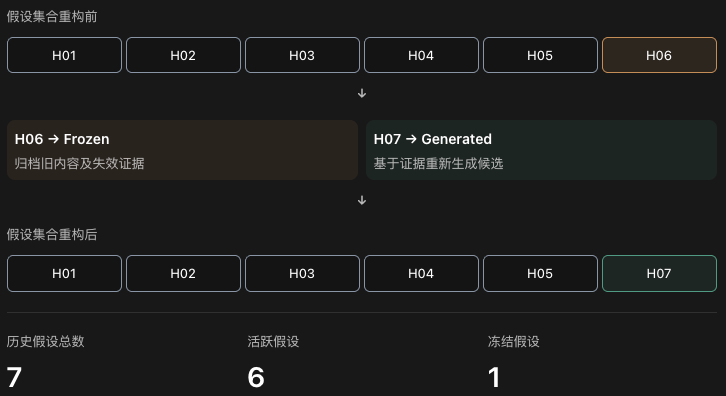 假设集合重构前
H01 H02 H03 H04 H05 H06
↓
H06 → Frozen H07 → Generated
归档旧内容及失效证据 基于证据重新生成候选
↓
假设集合重构后
H01 H02 H03 H04 H05 H07
历史假设总数 活跃假设 冻结假设
7 6 1